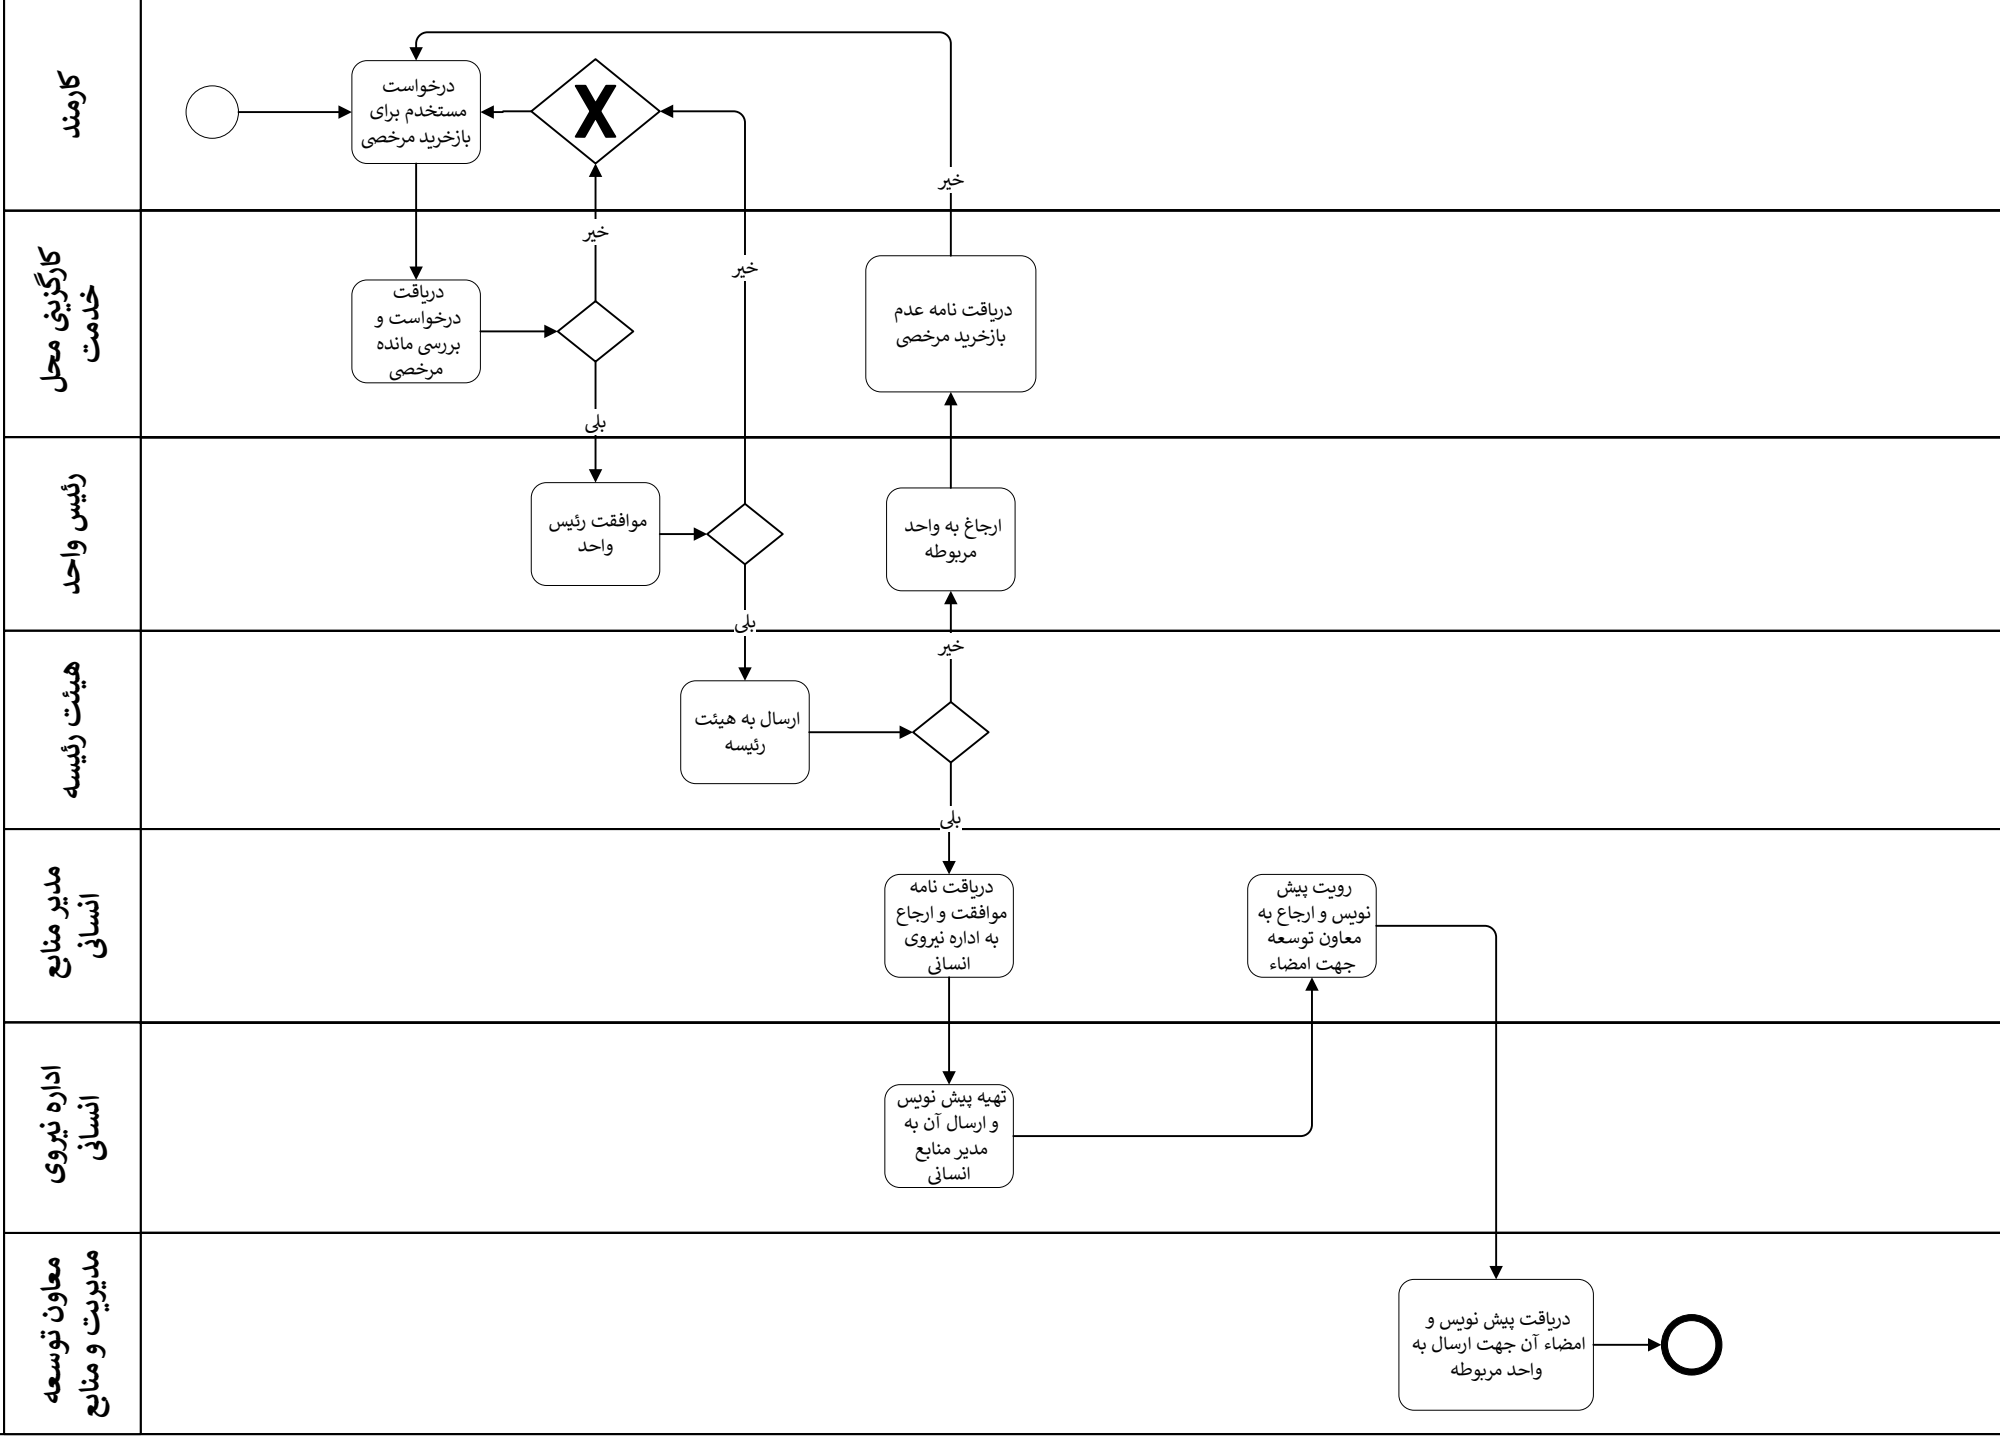 کارمند
درخواست
مستخدم برای
بازخرید مرخصی
X
خیر
کارگزینی محل
خدمت
دریافت
درخواست و
بررسی مانده
مرخصی
خیر
خیر
بلی
دریافت نامه عدم
بازخرید مرخصی
رئیس واحد
موافقت رئیس
واحد
بلی
ارجاغ به واحد
مربوطه
هیئت رئیسه
ارسال به هیئت
رئیسه
خیر
بلی
مدیر منابع
انسانی
دریافت نامه
موافقت و ارجاع
به اداره نیروی
انسانی
رویت پیش
نویس و ارجاع به
معاون توسعه
جهت امضاء
اداره نیروی
انسانی
تهیه پیش نویس
و ارسال آن به
مدیر منابع
انسانی
معاون توسعه
مدیریت و منابع
دریافت پیش نویس و
امضاء آن جهت ارسال به
واحد مربوطه